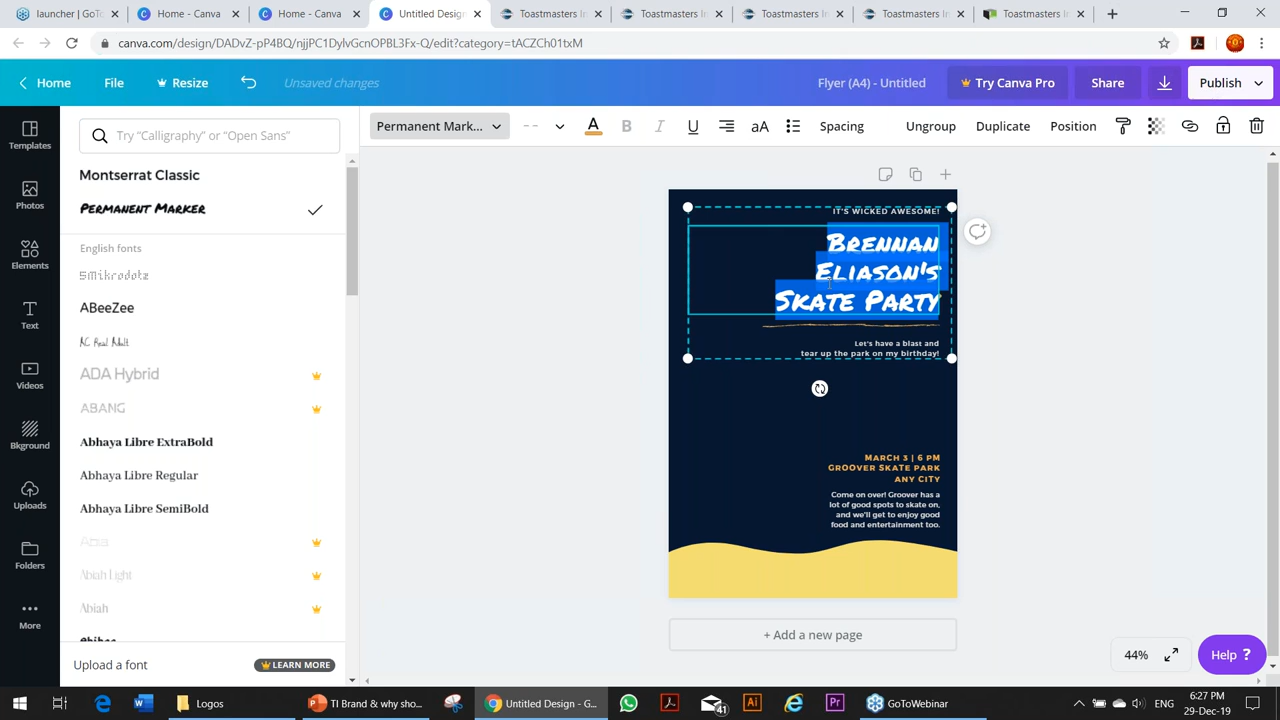 launchers
Home - Canva
Home - Canva
Untitled Design
Toastmasters In
Toastmasters In
Toastmasters In
Toastmasters In
canva.com/design/DADvZ-pP4BQ/njjPC1DylvGcnOPBL3Fx-Q/edit?category=tACZCh01txM
Home
File
Resize
Unsaved changes
Flyer (A4) - Untitled
Try Canva Pro
Share
Publish
Try "Calligraphy" or "Open Sans"
Permanent Mark...
Spacing
Ungroup
Duplicate
Position
Templates
Photos
Elements
Text
Videos
Bkground
Uploads
Folders
More
Montserrat Classic
Permanent Marker
English fonts
5mikrodotz
ABeeZee
ADA Hybrid
ABANG
Abhaya Libre ExtraBold
Abhaya Libre Regular
Abhaya Libre SemiBold
Abiah Light
Abiah
Upload a font
LEARN MORE
IT'S WICKED AWESOME!
Brennan
Eliason's
Skate Party
Let's have a blast and
tear up the park on my birthday!
MARCH 3 | 6 PM
GROOVER SKATE PARK
ANY CITY
Come on over! Groover has a
lot of good spots to skate on,
and we'll get to enjoy good
food and entertainment too.
+ Add a new page
44%
Help ?
Logos
TI Brand & why sho...
Untitled Design - G...
41
Ai
Pr
GoToWebinar
ENG
6:27 PM
29-Dec-19